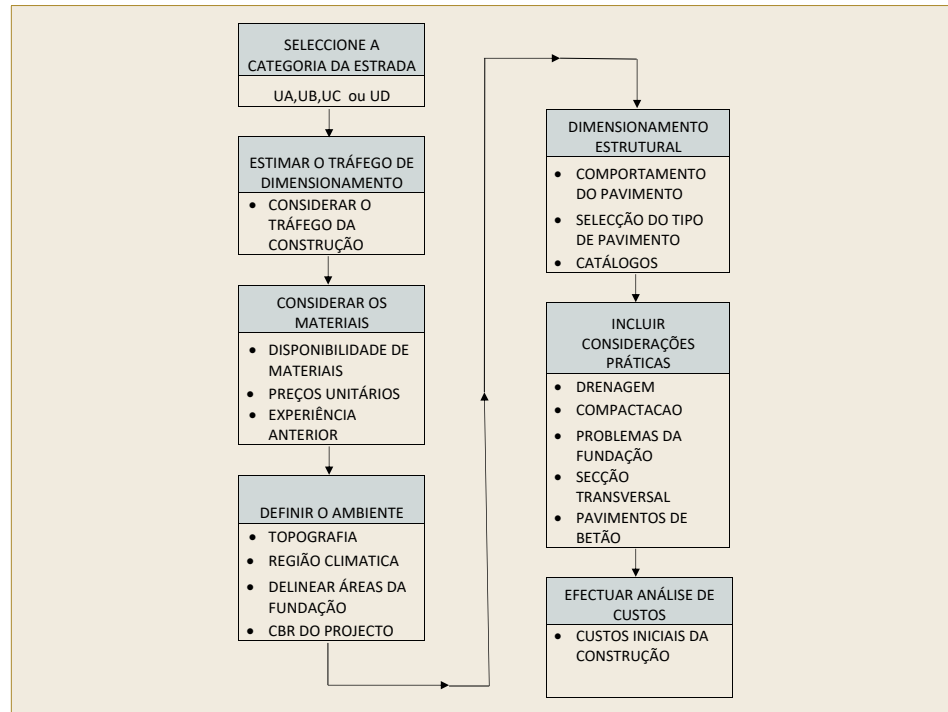 SELECCIONE A
CATEGORIA DA ESTRADA
UA,UB,UC ou UD
ESTIMAR O TRÁFEGO DE
DIMENSIONAMENTO
• CONSIDERAR O
TRÁFEGO DA
CONSTRUÇÃO
CONSIDERAR OS
MATERIAIS
• DISPONIBILIDADE DE
MATERIAIS
• PREÇOS UNITÁRIOS
• EXPERIÊNCIA
ANTERIOR
DEFINIR O AMBIENTE
• TOPOGRAFIA
• REGIÃO CLIMATICA
• DELINEAR ÁREAS DA
FUNDAÇÃO
• CBR DO PROJECTO
DIMENSIONAMENTO
ESTRUTURAL
• COMPORTAMENTO
DO PAVIMENTO
• SELECÇÃO DO TIPO
DE PAVIMENTO
• CATÁLOGOS
INCLUIR
CONSIDERAÇÕES
PRÁTICAS
• DRENAGEM
• COMPACTACAO
• PROBLEMAS DA
FUNDAÇÃO
• SECÇÃO
TRANSVERSAL
• PAVIMENTOS DE
BETÃO
EFECTUAR ANÁLISE DE
CUSTOS
• CUSTOS INICIAIS DA
CONSTRUÇÃO